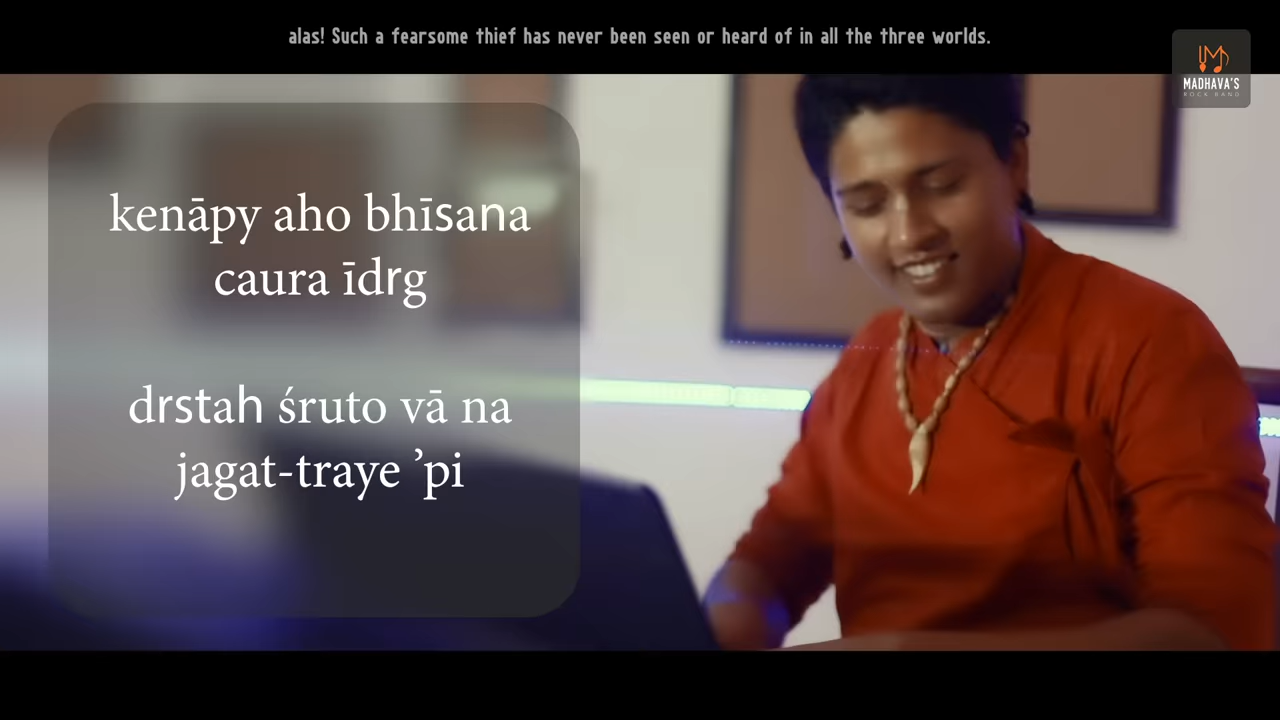 alas! Such a fearsome thief has never been seen or heard of in all the three worlds.
MADHAVA'S
ROCK BAND
kenāpy aho bhīsana
caura īdrg
drstah śruto vā na
jagat-traye ’pi